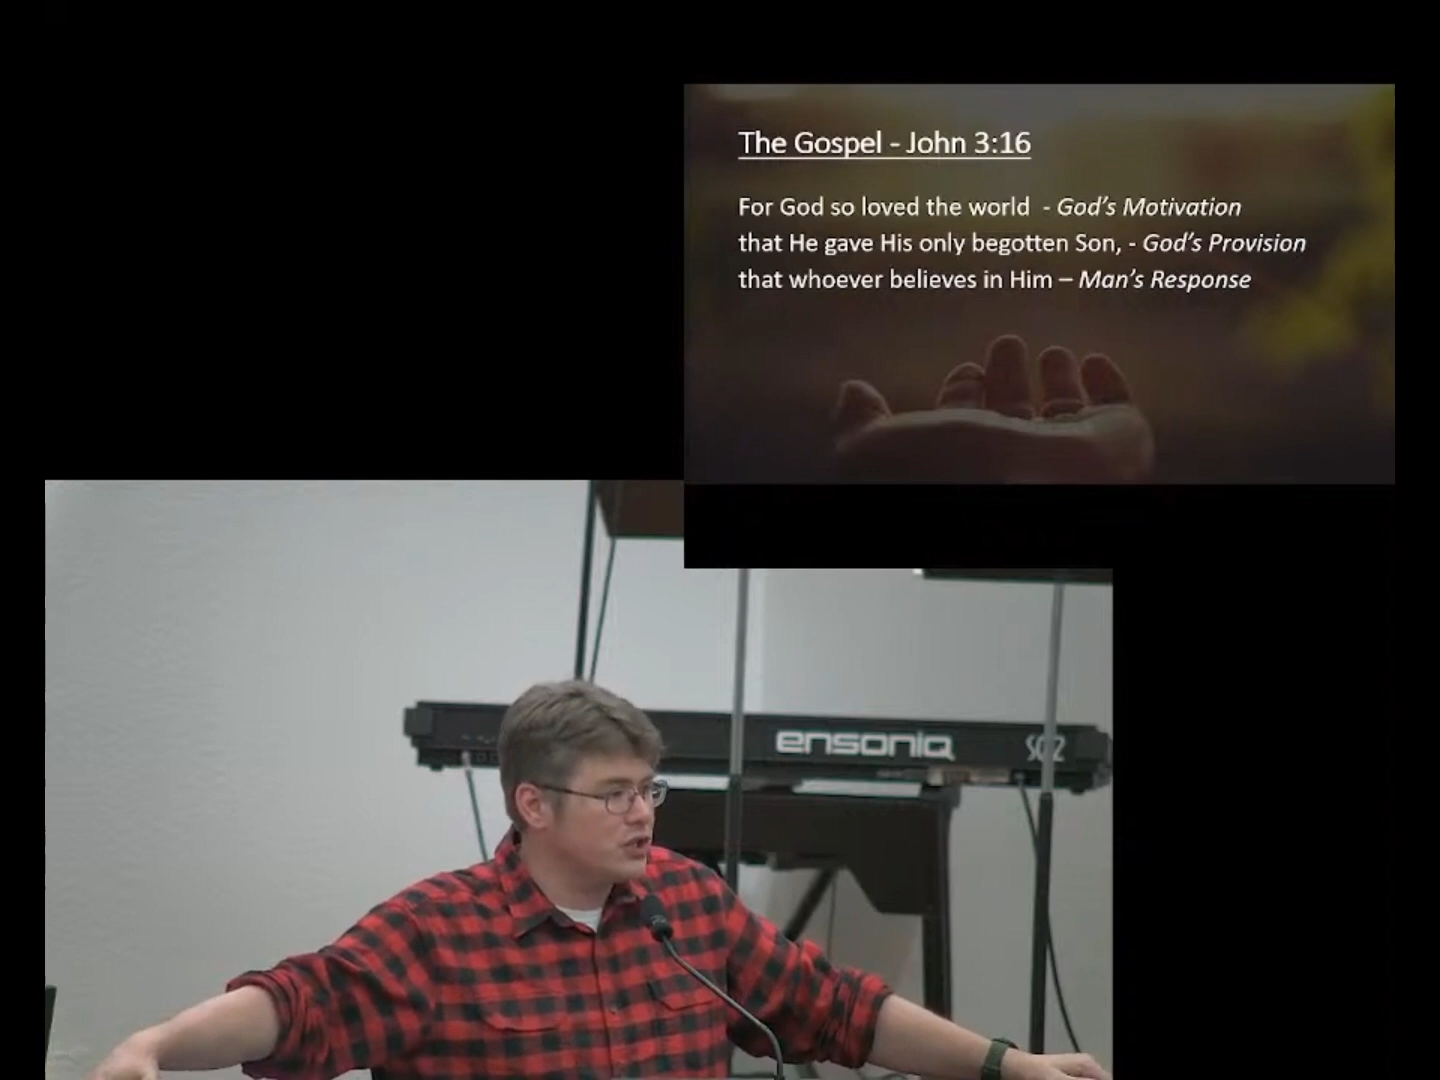 The Gospel - John 3:16
For God so loved the world - God's Motivation
that He gave His only begotten Son, - God's Provision
that whoever believes in Him – Man's Response
ensoniq